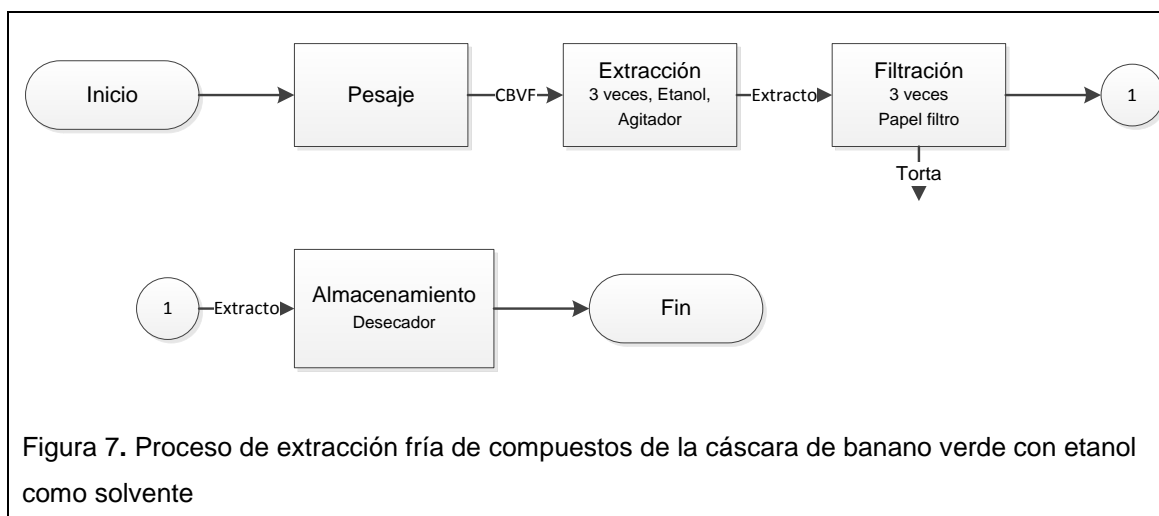 Inicio
Pesaje
CBVF
Extracción
3 veces, Etanol,
Agitador
Extracto
Filtración
3 veces
Papel filtro
1
Torta
1
Extracto
Almacenamiento
Desecador
Fin
Figura 7. Proceso de extracción fría de compuestos de la cáscara de banano verde con etanol
como solvente